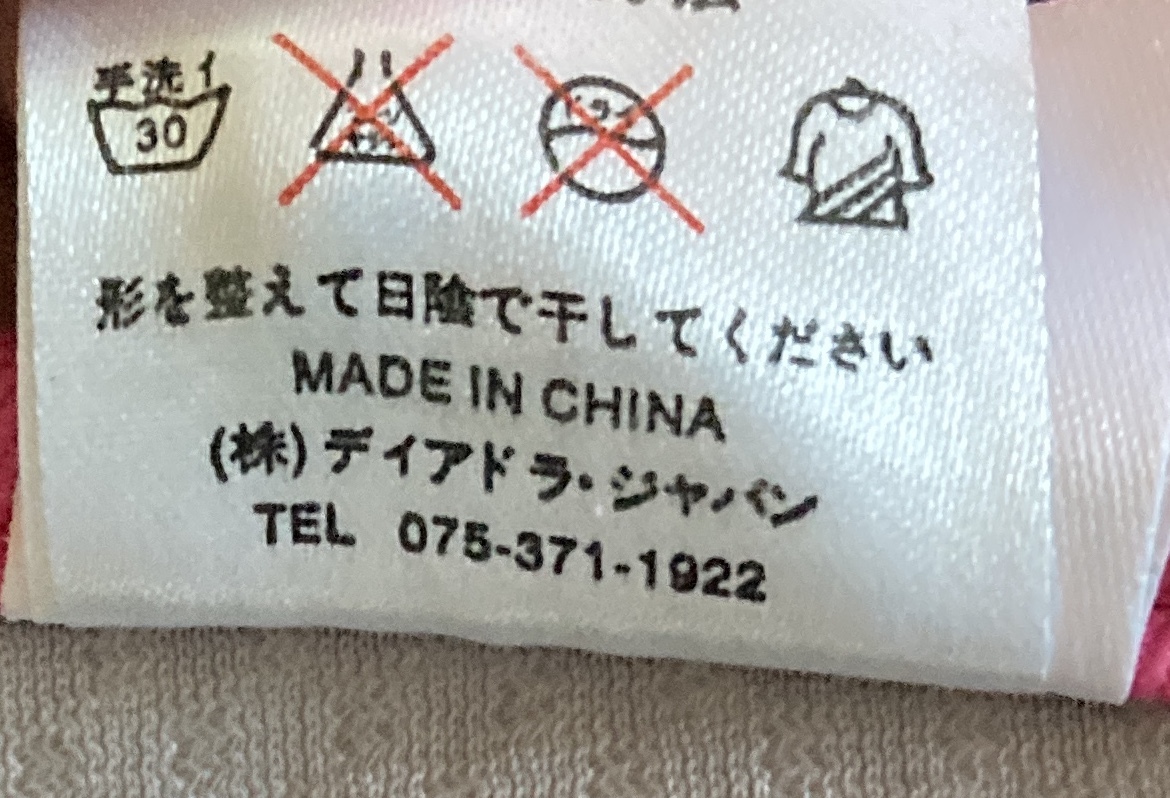 手洗イ
30
形を整えて日陰で干してください
MADE IN CHINA
(株)ディアドラ・ジャパン
TEL 075-371-1922